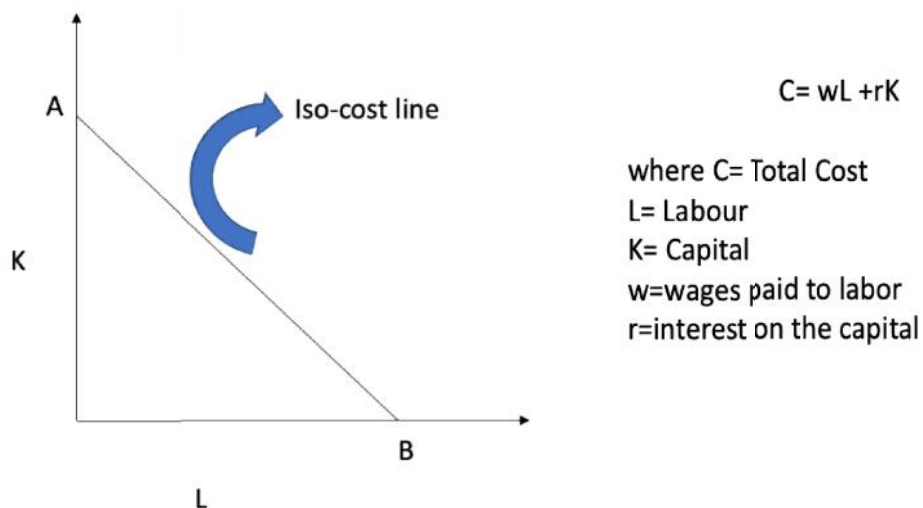 A
Iso-cost line
K
B
L
C= wL +rK
where C= Total Cost
L= Labour
K= Capital
w=wages paid to labor
r=interest on the capital